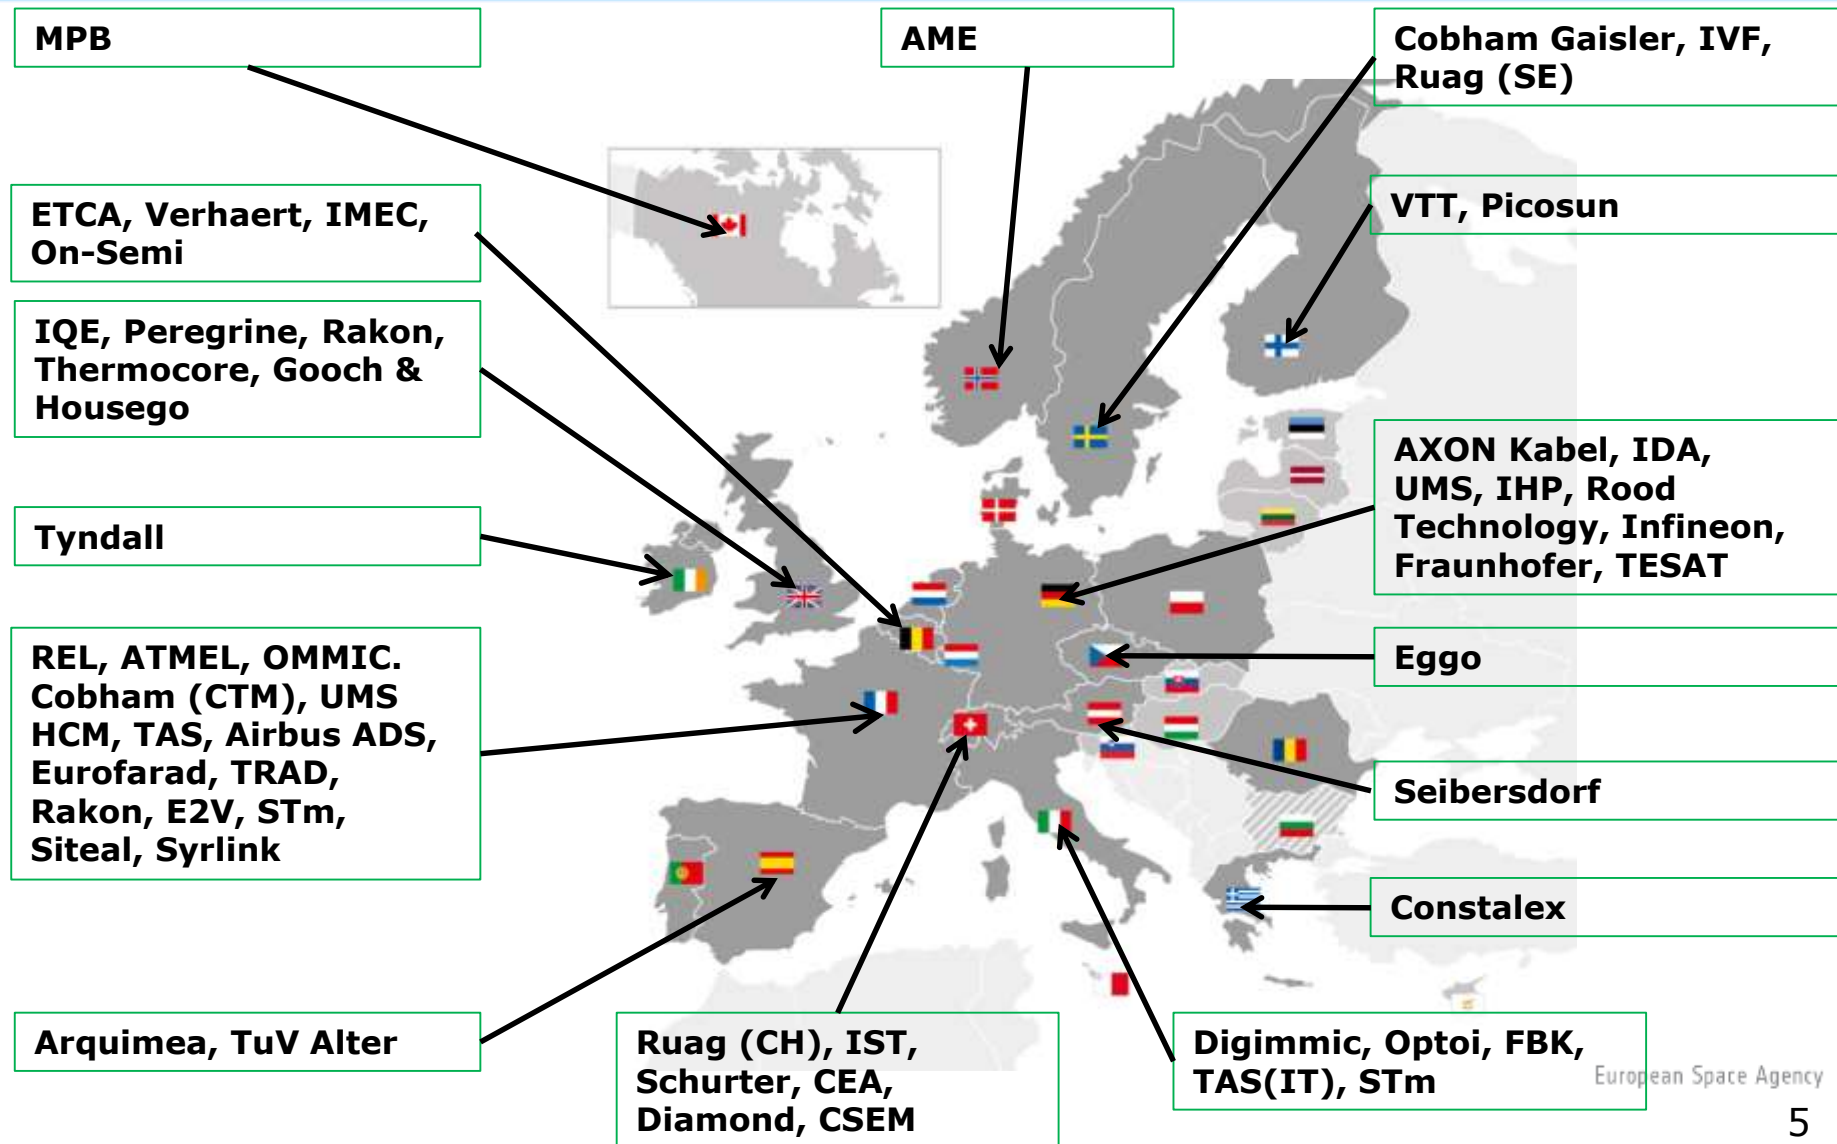 MPB
AME
Cobham Gaisler, IVF,
Ruag (SE)
ETCA, Verhaert, IMEC,
On-Semi
VTT, Picosun
IQE, Peregrine, Rakon,
Thermocore, Gooch &
Housego
AXON Kabel, IDA,
UMS, IHP, Rood
Technology, Infineon,
Fraunhofer, TESAT
Tyndall
REL, ATMEL, OMMIC.
Cobham (CTM), UMS
HCM, TAS, Airbus ADS,
Eurofarad, TRAD,
Rakon, E2V, STm,
Siteal, Syrlink
Eggo
Seibersdorf
Constalex
Arquimea, TuV Alter
Ruag (CH), IST,
Schurter, CEA,
Diamond, CSEM
Digimmic, Optoi, FBK,
TAS(IT), STm
European Space Agency
5